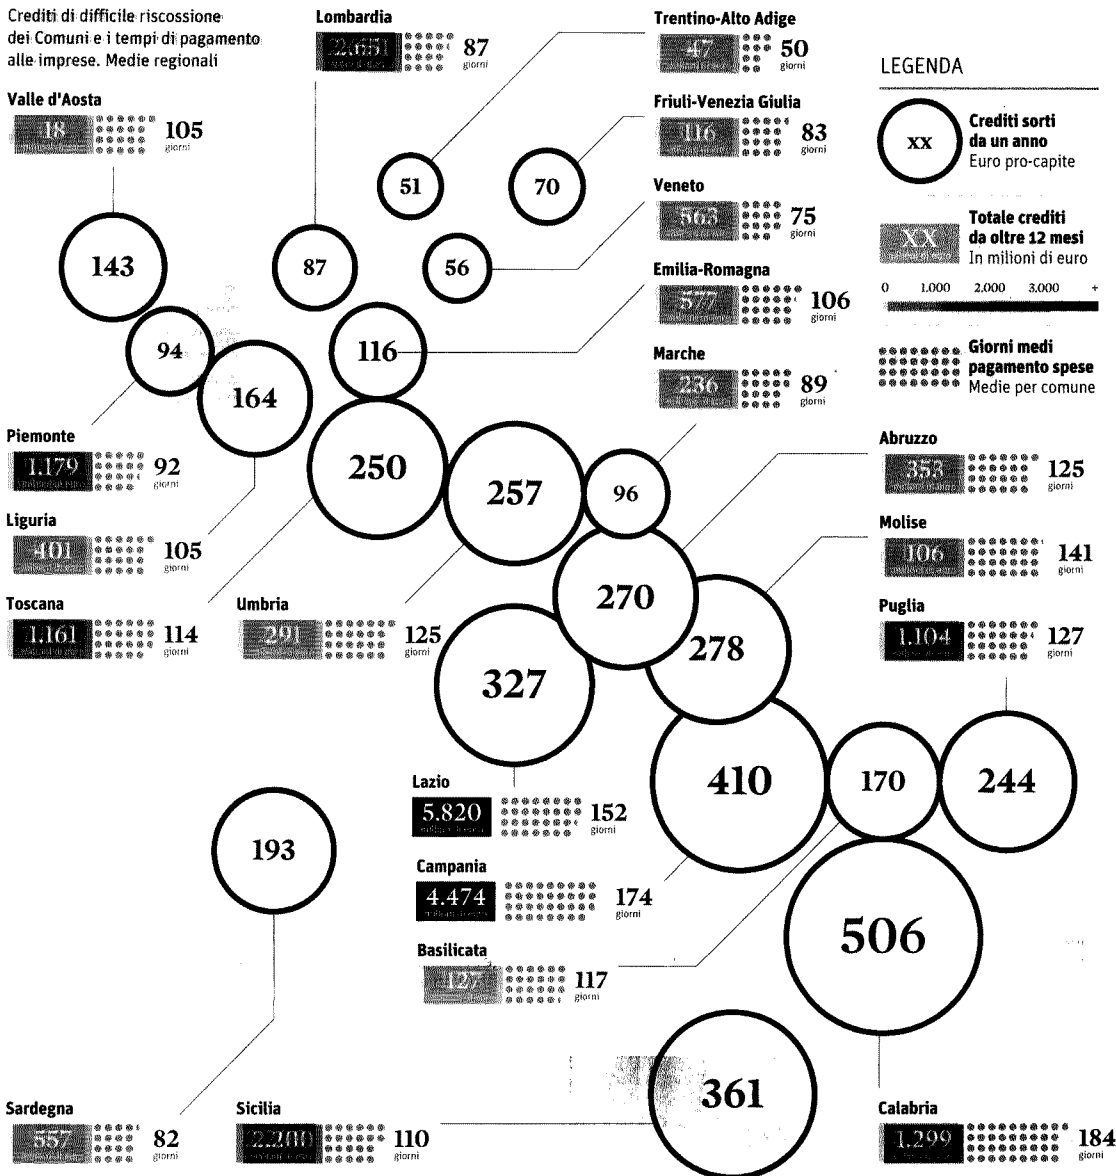 Crediti di difficile riscossione
dei Comuni e i tempi di pagamento
alle imprese. Medie regionali
Valle d'Aosta
18
105
giorni
Lombardia
87
giorni
Trentino-Alto Adige
47
50
giorni
Friuli-Venezia Giulia
116
83
giorni
Veneto
563
75
giorni
Emilia-Romagna
577
106
giorni
Marche
236
89
giorni
LEGENDA
xx
Crediti sorti
da un anno
Euro pro-capite
XX
Totale crediti
da oltre 12 mesi
In milioni di euro
0 1.000 2.000 3.000 +
Giorni medi
pagamento spese
Medie per comune
143
94
164
87
51
70
56
116
250
257
96
270
278
327
410
170
244
193
506
361
Piemonte
1.179
92
giorni
Liguria
401
105
giorni
Toscana
1.161
114
giorni
Umbria
291
125
giorni
Abruzzo
353
125
giorni
Molise
106
141
giorni
Puglia
1.104
127
giorni
Lazio
5.820
152
giorni
Campania
4.474
174
giorni
Basilicata
127
117
giorni
Sardegna
557
82
giorni
Sicilia
110
giorni
Calabria
1.299
184
giorni